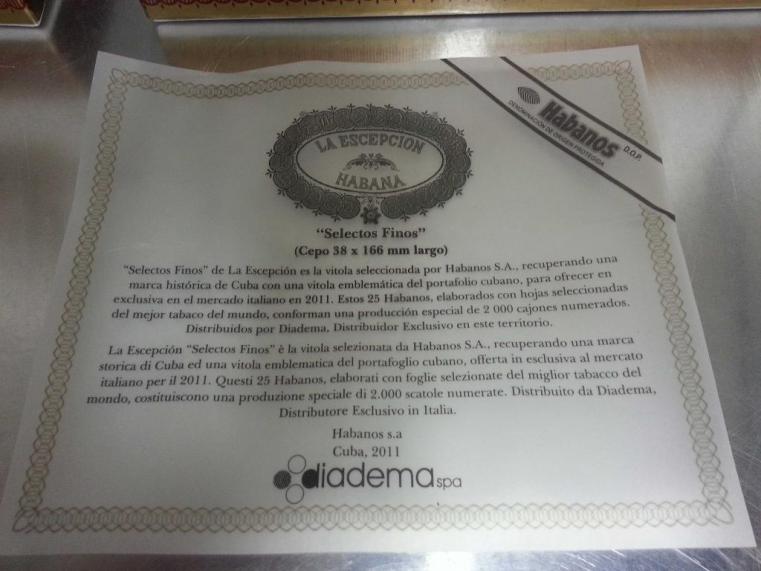 Habanos D.O.P.
DENOMINACIÓN DE ORIGEN PROTEGIDA
LA ESCEPCION
HABANA
“Selectos Finos”
(Cepo 38 x 166 mm largo)
“Selectos Finos” de La Escepción es la vitola seleccionada por Habanos S.A., recuperando una
marca histórica de Cuba con una vitola emblemática del portafolio cubano, para ofrecer en
exclusiva en el mercado italiano en 2011. Estos 25 Habanos, elaborados con hojas seleccionadas
del mejor tabaco del mundo, conforman una producción especial de 2 000 cajones numerados.
Distribuidos por Diadema, Distribuidor Exclusivo en este territorio.
La Escepción “Selectos Finos” è la vitola selezionata da Habanos S.A., recuperando una marca
storica di Cuba ed una vitola emblematica del portafoglio cubano, offerta in esclusiva al mercato
italiano per il 2011. Questi 25 Habanos, elaborati con foglie selezionate del miglior tabacco del
mondo, costituiscono una produzione speciale di 2.000 scatole numerate. Distribuito da Diadema,
Distributore Esclusivo in Italia.
Habanos s.a
Cuba, 2011
diadema spa